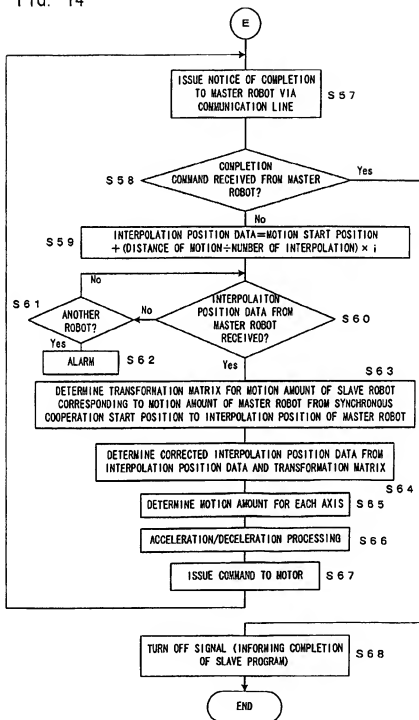 Fig. 14
E
ISSUE NOTICE OF COMPLETION
TO MASTER ROBOT VIA
COMMUNICATION LINE
S57
COMPLETION
COMMAND RECEIVED FROM MASTER
ROBOT?
S58
Yes
No
INTERPOLATION POSITION DATA=MOTION START POSITION
+ (DISTANCE OF MOTION÷NUMBER OF INTERPOLATION) × i
S59
No
S61
ANOTHER
ROBOT?
No
INTERPOLAITON
POSITION DATA FROM
MASTER ROBOT
RECEIVED?
S60
Yes
ALARM
S62
Yes
S63
DETERMINE TRANSFORNATION MATRIX FOR MOTION AMOUNT OF SLAVE ROBOT
CORRESPONDING TO MOTION AMOUNT OF MASTER ROBOT FROM SYNCHRONOUS
COOPERATION START POSITION TO INTERPOLATION POSITION OF MASTER ROBOT
DETERMINE CORRECTED INTERPOLATION POSITION DATA FROM
INTERPOLATION POSITION DATA AND TRANSFORMATION MATRIX
S64
DETERMINE MOTION AMOUNT FOR EACH AXIS
S65
ACCELERATION/DECELERATION PROCESSING
S66
ISSUE COMMAND TO MOTOR
S67
TURN OFF SIGNAL (INFORMING COMPLETION
OF SLAVE PROGRAM)
S68
END